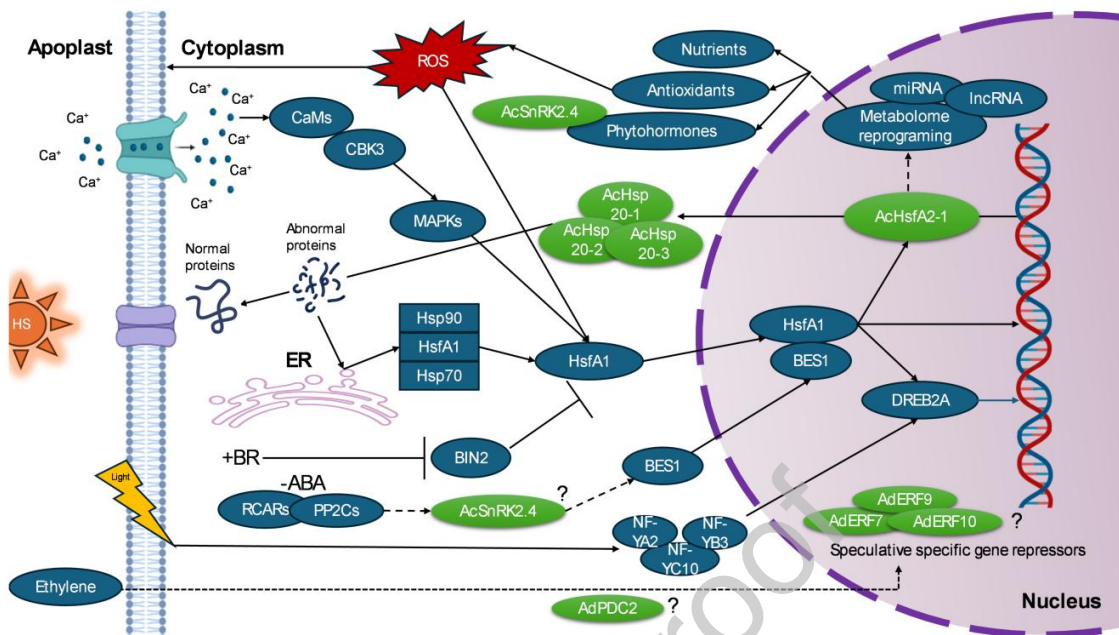 Apoplast
Cytoplasm
ROS
Nutrients
Antioxidants
AcSnRK2.4
Phytohormones
miRNA
lncRNA
Metabolome
reprograming
Ca⁺
Ca⁺
Ca⁺
Ca⁺
Ca⁺
Ca⁺
Ca⁺
Ca⁺
Ca⁺
Ca⁺
CaMs
CBK3
MAPKs
AcHsp
20-1
AcHsp
20-2
AcHsp
20-3
AcHsfA2-1
Normal
proteins
Abnormal
proteins
HS
Hsp90
HsfA1
Hsp70
ER
HsfA1
HsfA1
BES1
DREB2A
+BR
BIN2
BES1
-ABA
RCARs
PP2Cs
AcSnRK2.4
?
Light
NF-
YA2
NF-
YB3
NF-
YC10
AdERF9
AdERF7
AdERF10
?
Speculative specific gene repressors
Ethylene
AdPDC2
?
Nucleus
roof